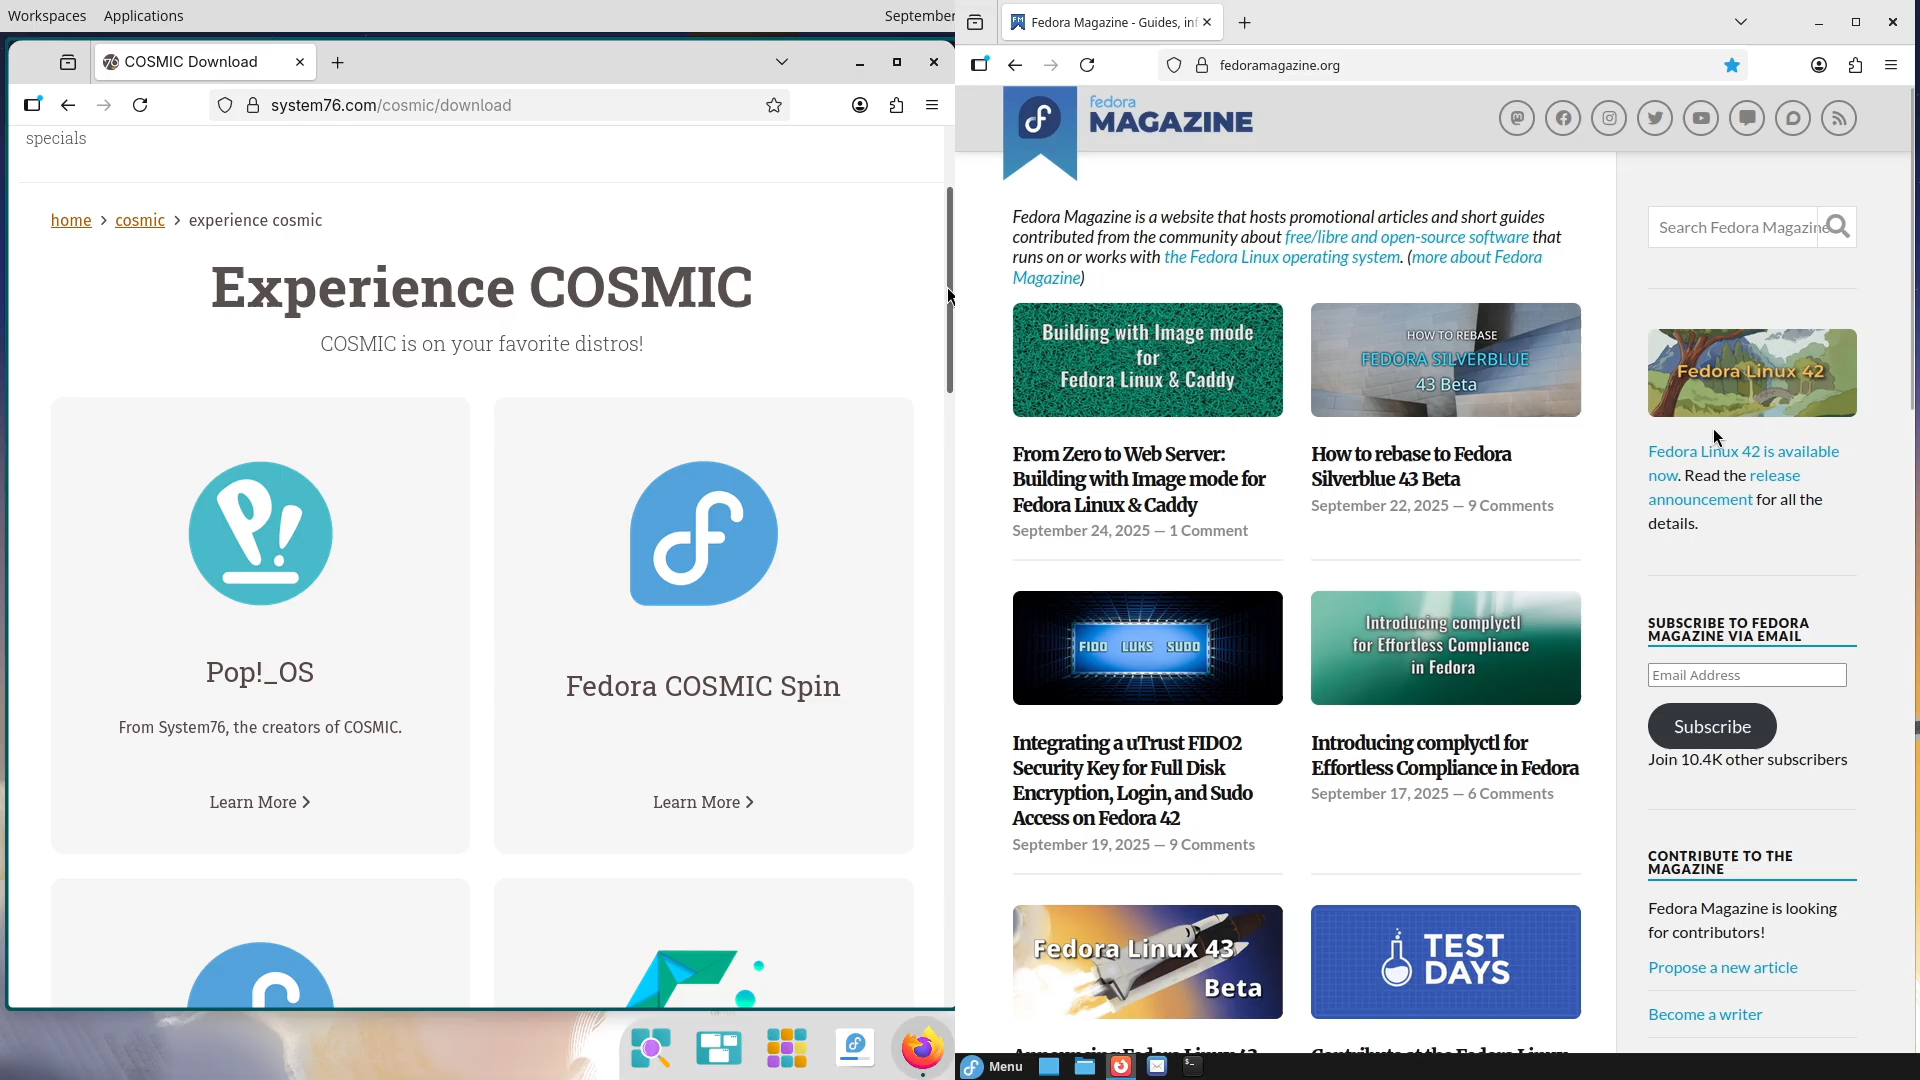 Workspaces Applications September
COSMIC Download
system76.com/cosmic/download
specials
home > cosmic > experience cosmic
Experience COSMIC
COSMIC is on your favorite distros!
Pop!_OS
From System76, the creators of COSMIC.
Learn More >
Fedora COSMIC Spin
Learn More >
Fedora Magazine - Guides, inf
fedoramagazine.org
fedora
MAGAZINE
Fedora Magazine is a website that hosts promotional articles and short guides
contributed from the community about free/libre and open-source software that
runs on or works with the Fedora Linux operating system. (more about Fedora
Magazine)
Building with Image mode
for
Fedora Linux & Caddy
From Zero to Web Server:
Building with Image mode for
Fedora Linux & Caddy
September 24, 2025 — 1 Comment
HOW TO REBASE
FEDORA SILVERBLUE
43 Beta
How to rebase to Fedora
Silverblue 43 Beta
September 22, 2025 — 9 Comments
FIDO LUKS SUDO
Integrating a uTrust FIDO2
Security Key for Full Disk
Encryption, Login, and Sudo
Access on Fedora 42
September 19, 2025 — 9 Comments
Introducing complyctl
for Effortless Compliance
in Fedora
Introducing complyctl for
Effortless Compliance in Fedora
September 17, 2025 — 6 Comments
Fedora Linux 43
Beta
TEST
DAYS
Announcing Fedora Linux 43
Contribute at the Fedora Linux
Search Fedora Magazine
Fedora Linux 42
Fedora Linux 42 is available
now. Read the release
announcement for all the
details.
SUBSCRIBE TO FEDORA
MAGAZINE VIA EMAIL
Email Address
Subscribe
Join 10.4K other subscribers
CONTRIBUTE TO THE
MAGAZINE
Fedora Magazine is looking
for contributors!
Propose a new article
Become a writer
Menu